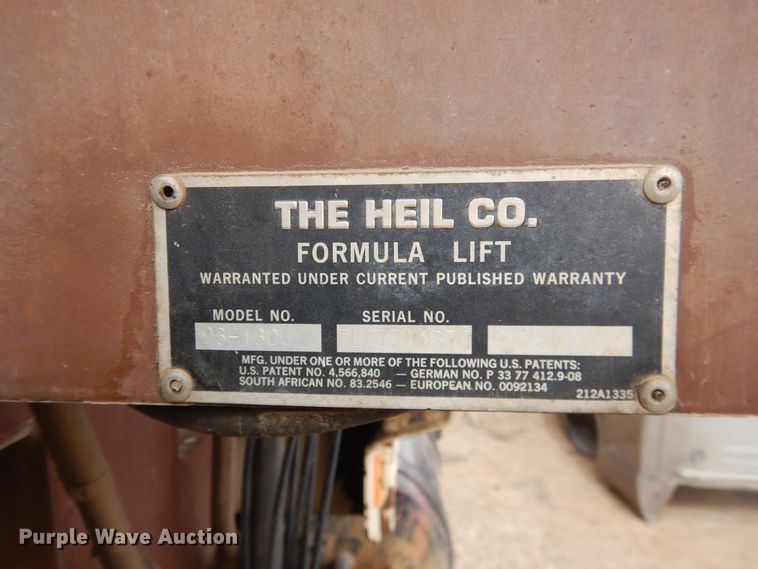 THE HEIL CO.
FORMULA LIFT
WARRANTED UNDER CURRENT PUBLISHED WARRANTY
MODEL NO. SERIAL NO.
MFG. UNDER ONE OR MORE OF THE FOLLOWING U.S. PATENTS:
U.S. PATENT NO. 4,566,840 — GERMAN NO. P 33 77 412.9-08
SOUTH AFRICAN NO. 83.2546 — EUROPEAN NO. 0092134
212A1335
Purple Wave Auction